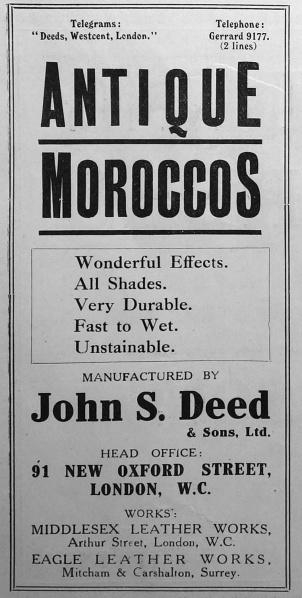 Telegrams: Telephone:
"Deeds, Westcent, London." Gerrard 9177.
(2 lines)
ANTIQUE
MOROCCOS
Wonderful Effects.
All Shades.
Very Durable.
Fast to Wet.
Unstainable.
MANUFACTURED BY
John S. Deed
& Sons, Ltd.
HEAD OFFICE:
91 NEW OXFORD STREET,
LONDON, W.C.
WORKS':
MIDDLESEX LEATHER WORKS,
Arthur Street, London, W.C.
EAGLE LEATHER WORKS,
Mitcham & Carshalton, Surrey.